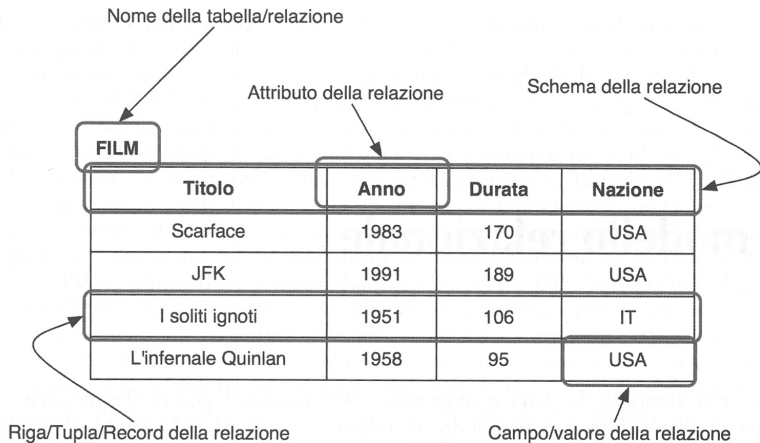 Nome della tabella/relazione
Attributo della relazione
Schema della relazione
FILM
Titolo Anno Durata Nazione
Scarface 1983 170 USA
JFK 1991 189 USA
I soliti ignoti 1951 106 IT
L'infernale Quinlan 1958 95 USA
Riga/Tupla/Record della relazione
Campo/valore della relazione